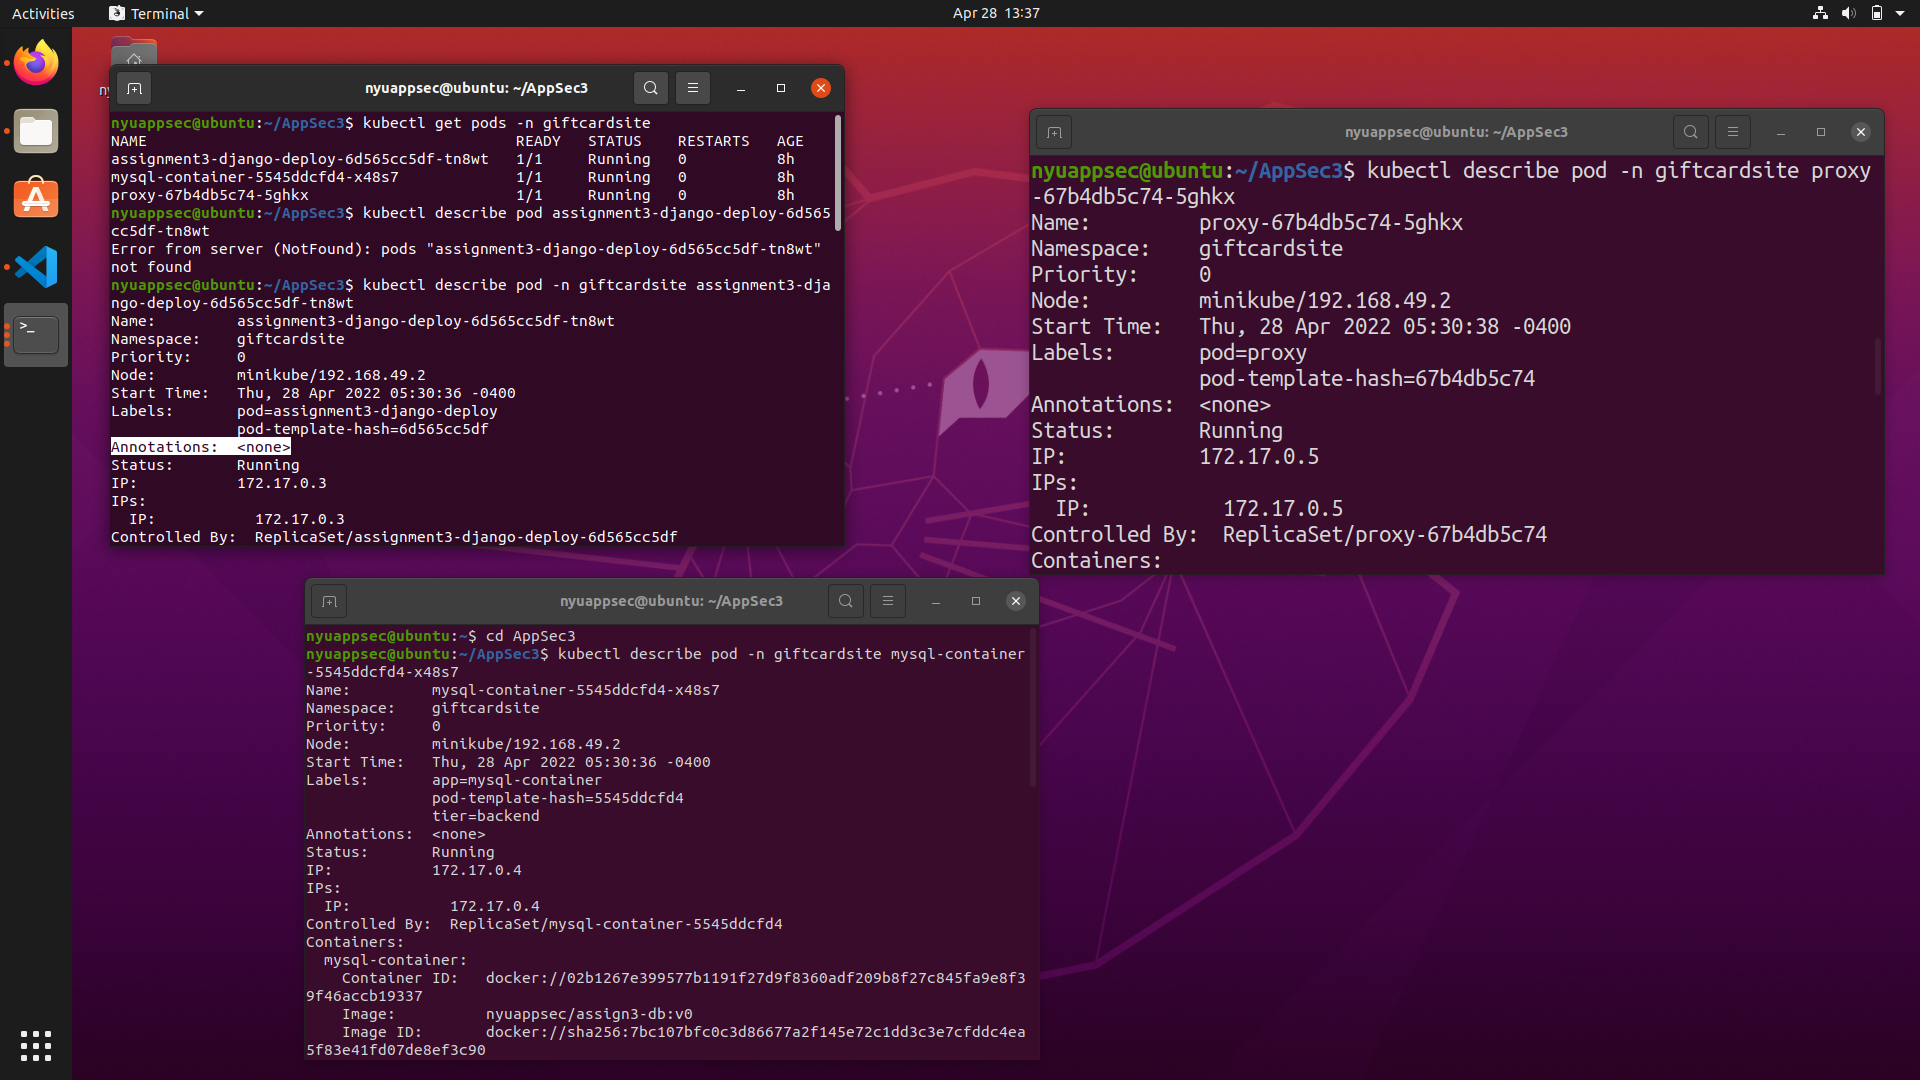 Activities
Terminal
Apr 28  13:37
ny
nyuappsec@ubuntu: ~/AppSec3
nyuappsec@ubuntu:~/AppSec3$ kubectl get pods -n giftcardsite
NAME                                         READY   STATUS    RESTARTS   AGE
assignment3-django-deploy-6d565cc5df-tn8wt   1/1     Running   0          8h
mysql-container-5545ddcfd4-x48s7             1/1     Running   0          8h
proxy-67b4db5c74-5ghkx                       1/1     Running   0          8h
nyuappsec@ubuntu:~/AppSec3$ kubectl describe pod assignment3-django-deploy-6d565
cc5df-tn8wt
Error from server (NotFound): pods "assignment3-django-deploy-6d565cc5df-tn8wt"
not found
nyuappsec@ubuntu:~/AppSec3$ kubectl describe pod -n giftcardsite assignment3-dja
ngo-deploy-6d565cc5df-tn8wt
Name:         assignment3-django-deploy-6d565cc5df-tn8wt
Namespace:    giftcardsite
Priority:     0
Node:         minikube/192.168.49.2
Start Time:   Thu, 28 Apr 2022 05:30:36 -0400
Labels:       pod=assignment3-django-deploy
              pod-template-hash=6d565cc5df
Annotations:  <none>
Status:       Running
IP:           172.17.0.3
IPs:
  IP:           172.17.0.3
Controlled By:  ReplicaSet/assignment3-django-deploy-6d565cc5df
nyuappsec@ubuntu: ~/AppSec3
nyuappsec@ubuntu:~/AppSec3$ kubectl describe pod -n giftcardsite proxy
-67b4db5c74-5ghkx
Name:         proxy-67b4db5c74-5ghkx
Namespace:    giftcardsite
Priority:     0
Node:         minikube/192.168.49.2
Start Time:   Thu, 28 Apr 2022 05:30:38 -0400
Labels:       pod=proxy
              pod-template-hash=67b4db5c74
Annotations:  <none>
Status:       Running
IP:           172.17.0.5
IPs:
  IP:           172.17.0.5
Controlled By:  ReplicaSet/proxy-67b4db5c74
Containers:
nyuappsec@ubuntu: ~/AppSec3
nyuappsec@ubuntu:~$ cd AppSec3
nyuappsec@ubuntu:~/AppSec3$ kubectl describe pod -n giftcardsite mysql-container
-5545ddcfd4-x48s7
Name:         mysql-container-5545ddcfd4-x48s7
Namespace:    giftcardsite
Priority:     0
Node:         minikube/192.168.49.2
Start Time:   Thu, 28 Apr 2022 05:30:36 -0400
Labels:       app=mysql-container
              pod-template-hash=5545ddcfd4
              tier=backend
Annotations:  <none>
Status:       Running
IP:           172.17.0.4
IPs:
  IP:           172.17.0.4
Controlled By:  ReplicaSet/mysql-container-5545ddcfd4
Containers:
  mysql-container:
    Container ID:   docker://02b1267e399577b1191f27d9f8360adf209b8f27c845fa9e8f3
9f46accb19337
    Image:          nyuappsec/assign3-db:v0
    Image ID:       docker://sha256:7bc107bfc0c3d86677a2f145e72c1dd3c3e7cfddc4ea
5f83e41fd07de8ef3c90